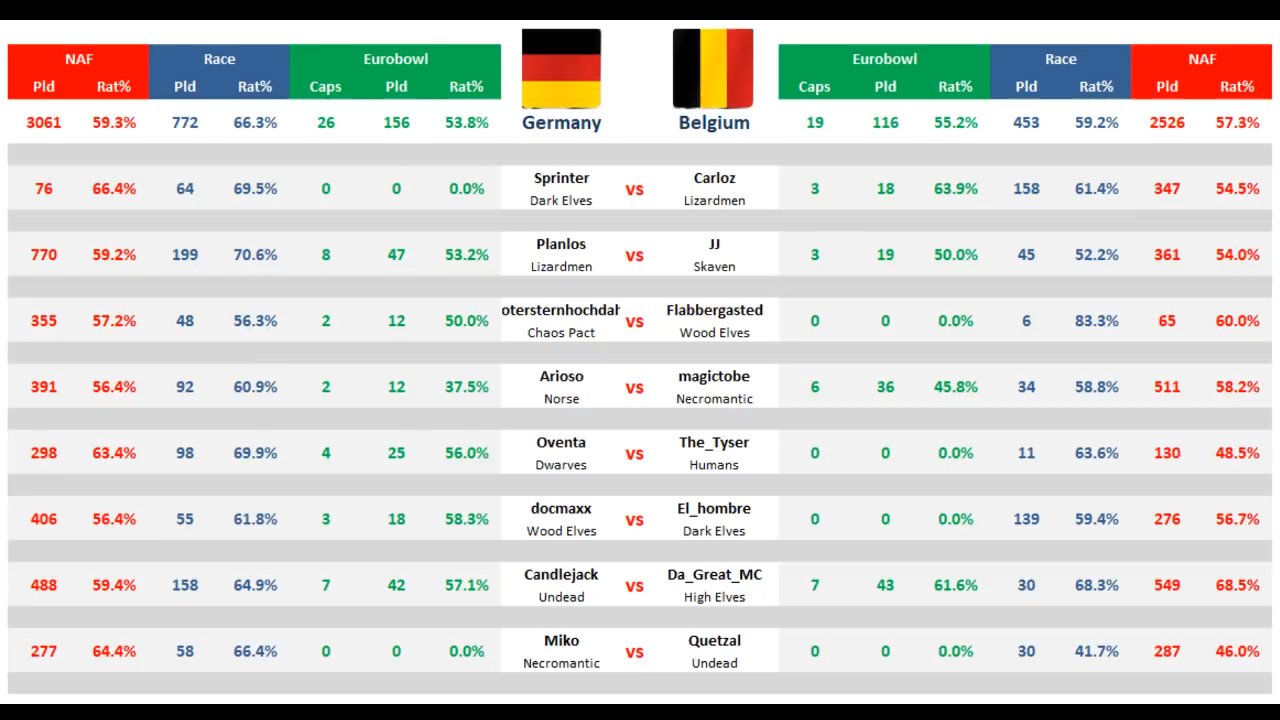 NAF Race Eurobowl Eurobowl Race NAF
Pld Rat% Pld Rat% Caps Pld Rat% Caps Pld Rat% Pld Rat% Pld Rat%
3061 59.3% 772 66.3% 26 156 53.8% Germany Belgium 19 116 55.2% 453 59.2% 2526 57.3%
Sprinter Carloz
76 66.4% 64 69.5% 0 0 0.0% vs 3 18 63.9% 158 61.4% 347 54.5%
Dark Elves Lizardmen
Planlos JJ
770 59.2% 199 70.6% 8 47 53.2% vs 3 19 50.0% 45 52.2% 361 54.0%
Lizardmen Skaven
otersternhochdah Flabbergasted
355 57.2% 48 56.3% 2 12 50.0% vs 0 0 0.0% 6 83.3% 65 60.0%
Chaos Pact Wood Elves
Arioso magictobe
391 56.4% 92 60.9% 2 12 37.5% vs 6 36 45.8% 34 58.8% 511 58.2%
Norse Necromantic
Oventa The_Tyser
298 63.4% 98 69.9% 4 25 56.0% vs 0 0 0.0% 11 63.6% 130 48.5%
Dwarves Humans
docmaxx El_hombre
406 56.4% 55 61.8% 3 18 58.3% vs 0 0 0.0% 139 59.4% 276 56.7%
Wood Elves Dark Elves
Candlejack Da_Great_MC
488 59.4% 158 64.9% 7 42 57.1% vs 7 43 61.6% 30 68.3% 549 68.5%
Undead High Elves
Miko Quetzal
277 64.4% 58 66.4% 0 0 0.0% vs 0 0 0.0% 30 41.7% 287 46.0%
Necromantic Undead